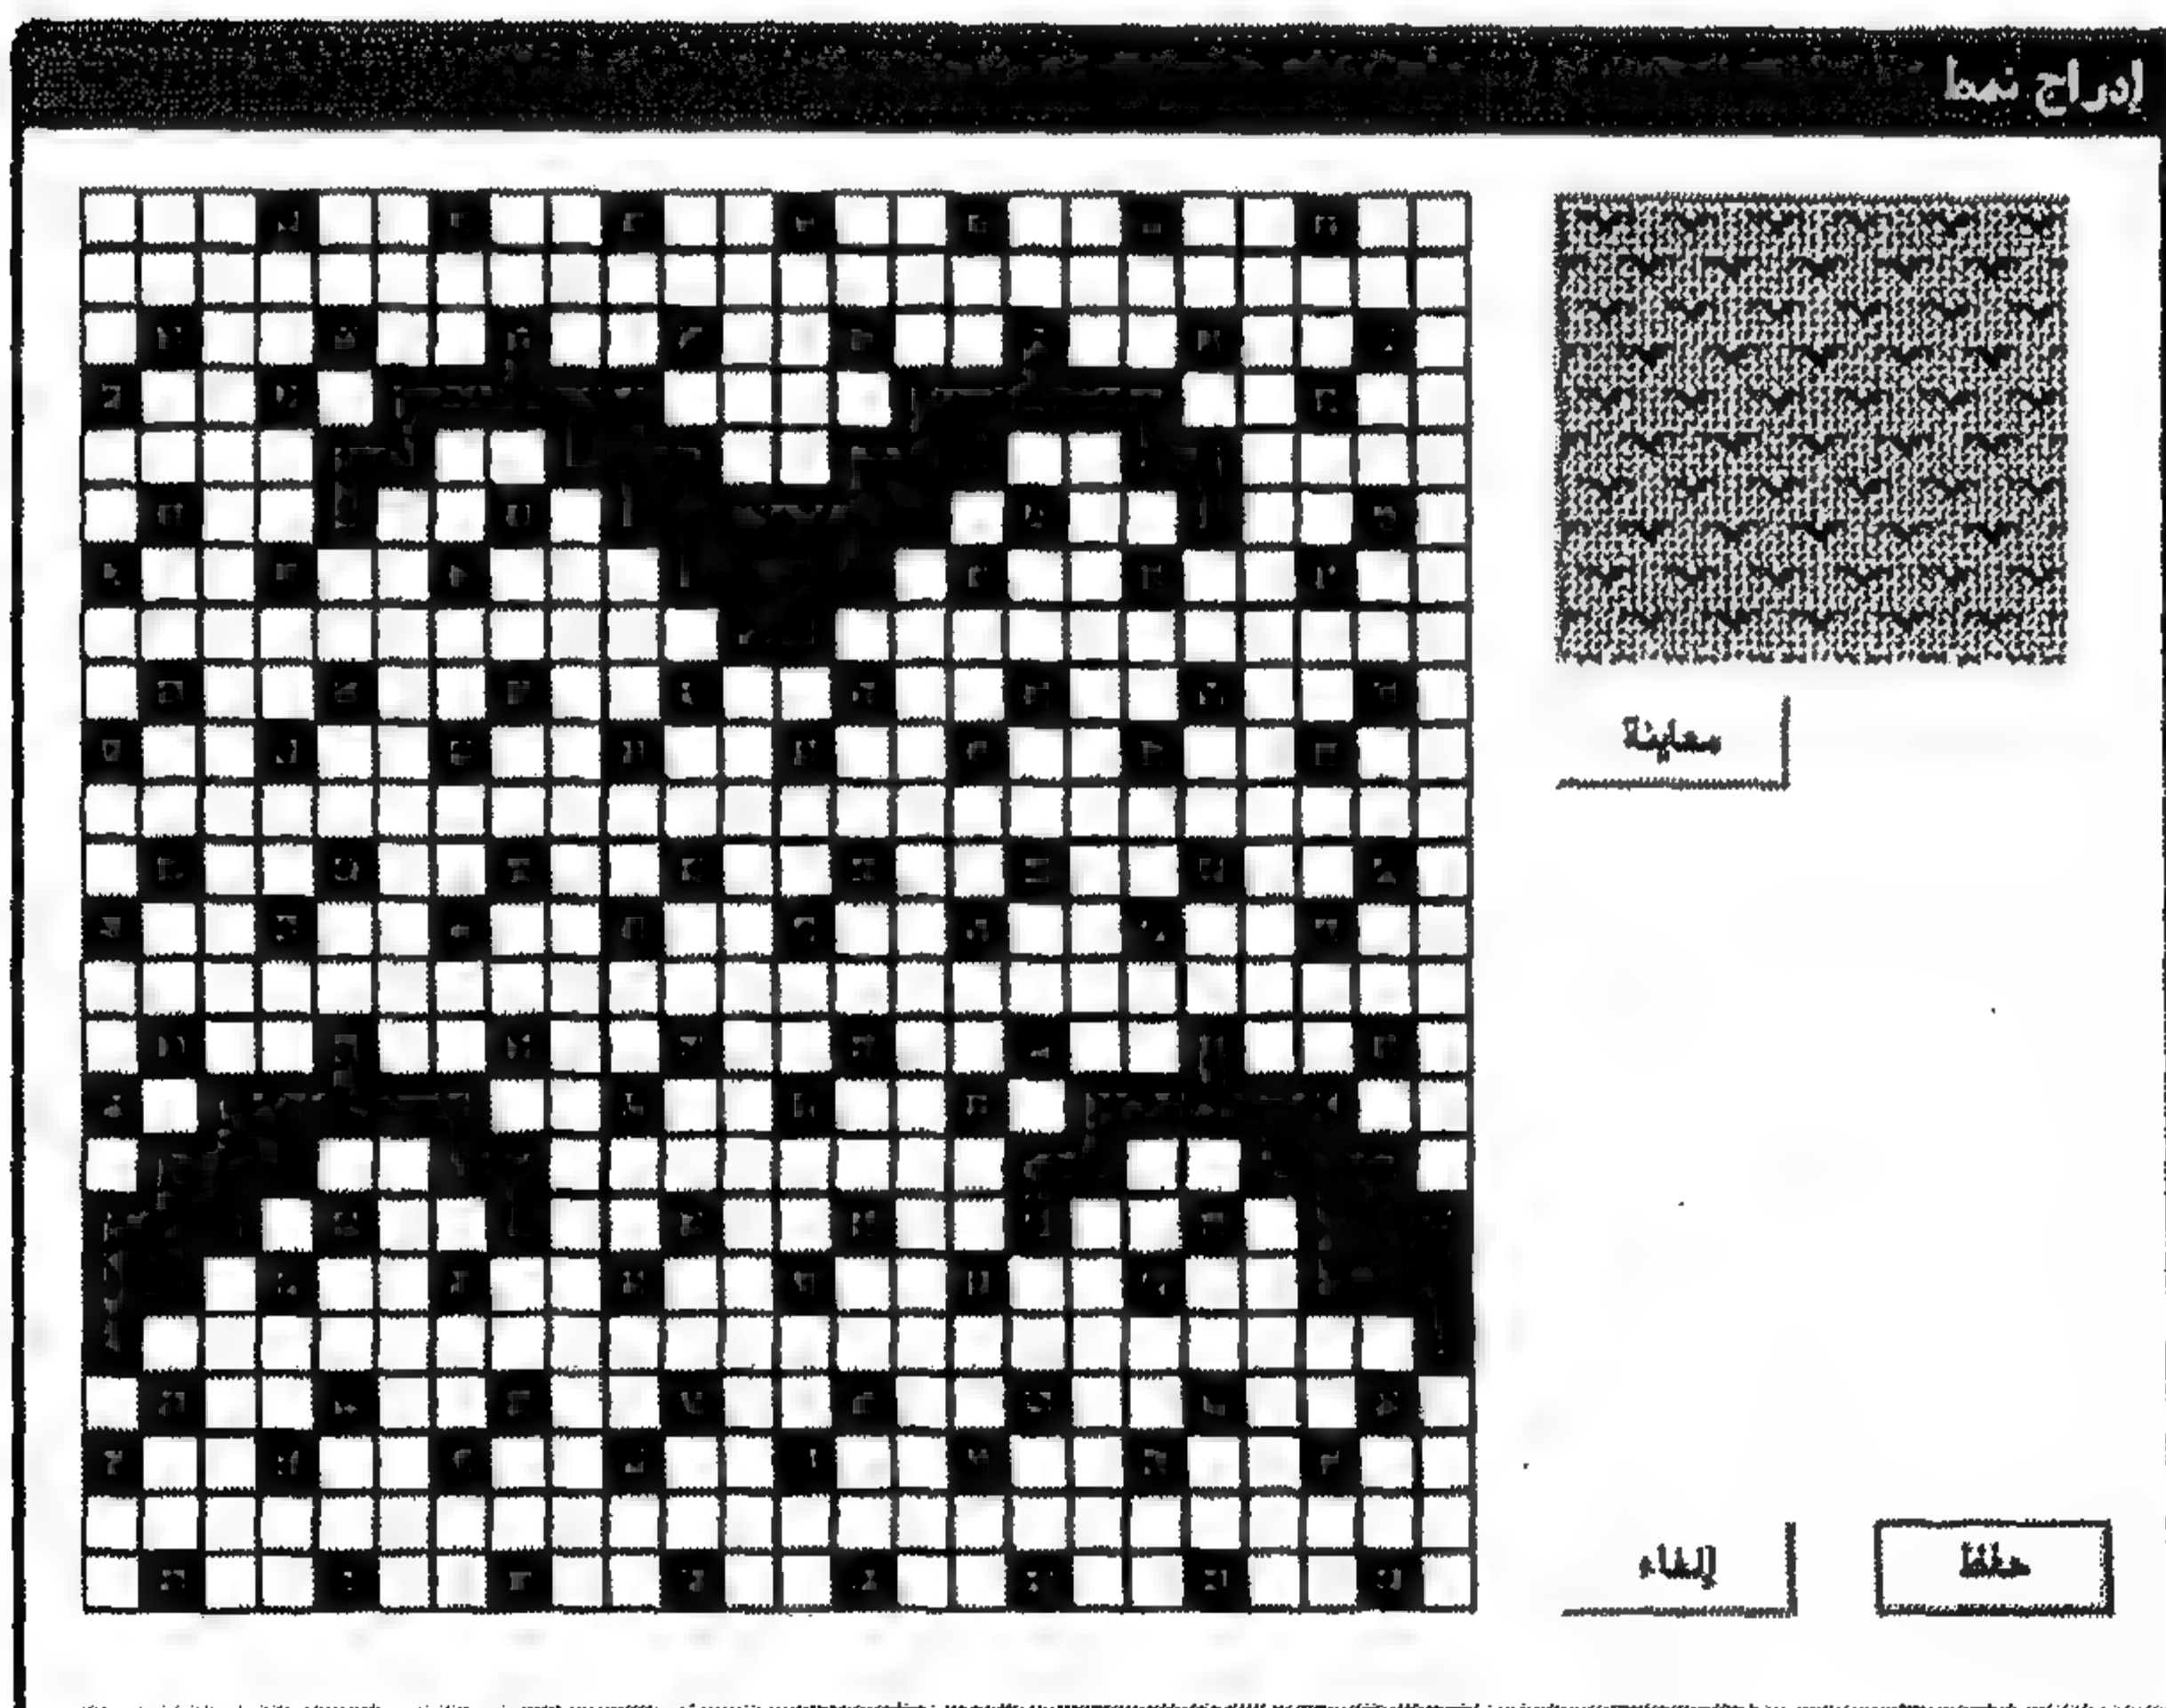 إدراج نمط
معاينة
حفظ
إلغاء